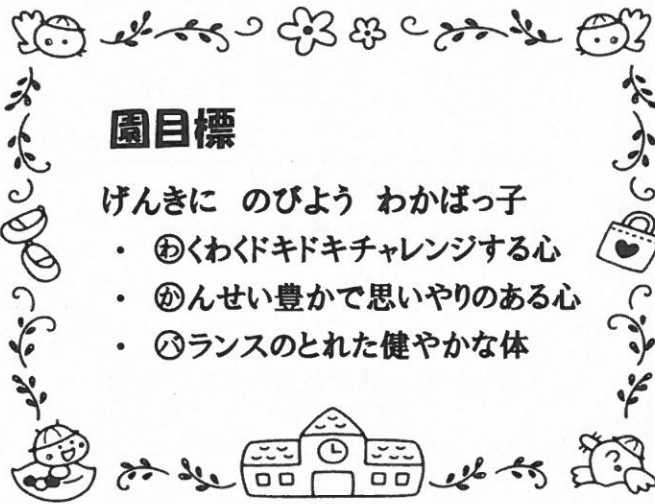 園目標
げんきに のびよう わかばっ子
・ ㋻くわくドキドキチャレンジする心
・ ㋕んせい豊かで思いやりのある心
・ Ⓑランスのとれた健やかな体